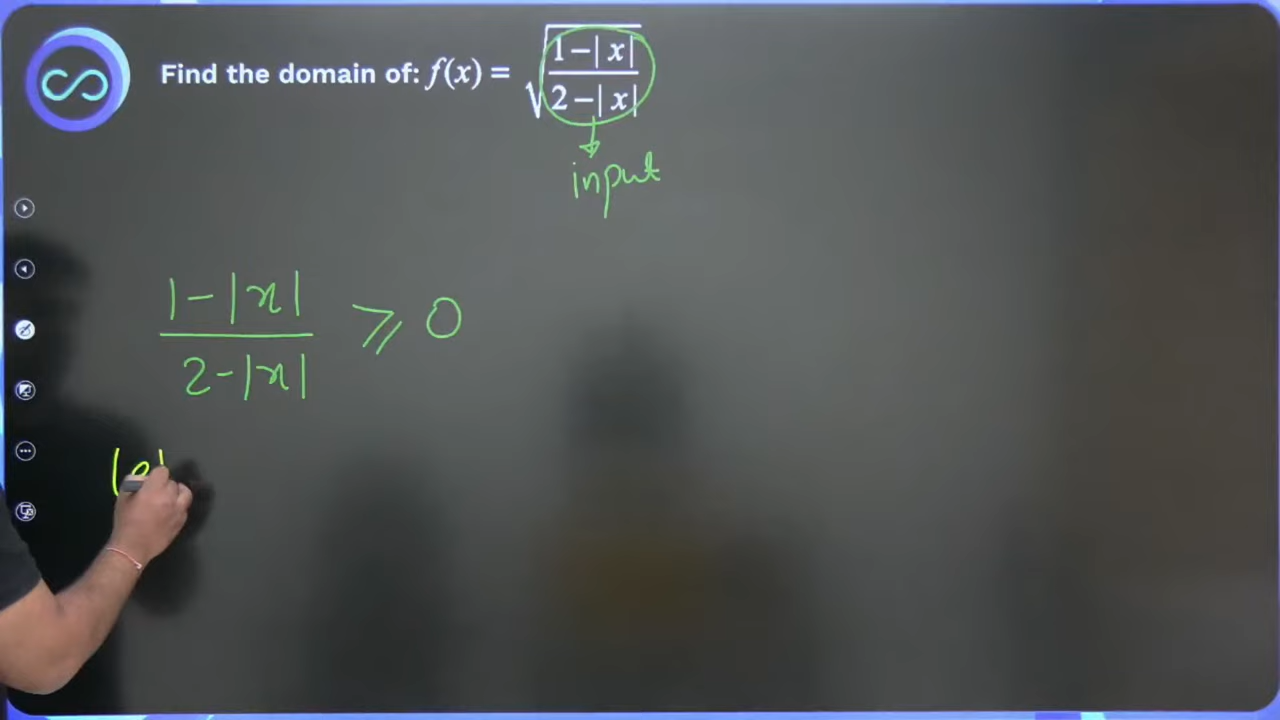 Find the domain of: f(x) = √((1-|x|)/(2-|x|))
input
(1-|x|)/(2-|x|) ≥ 0